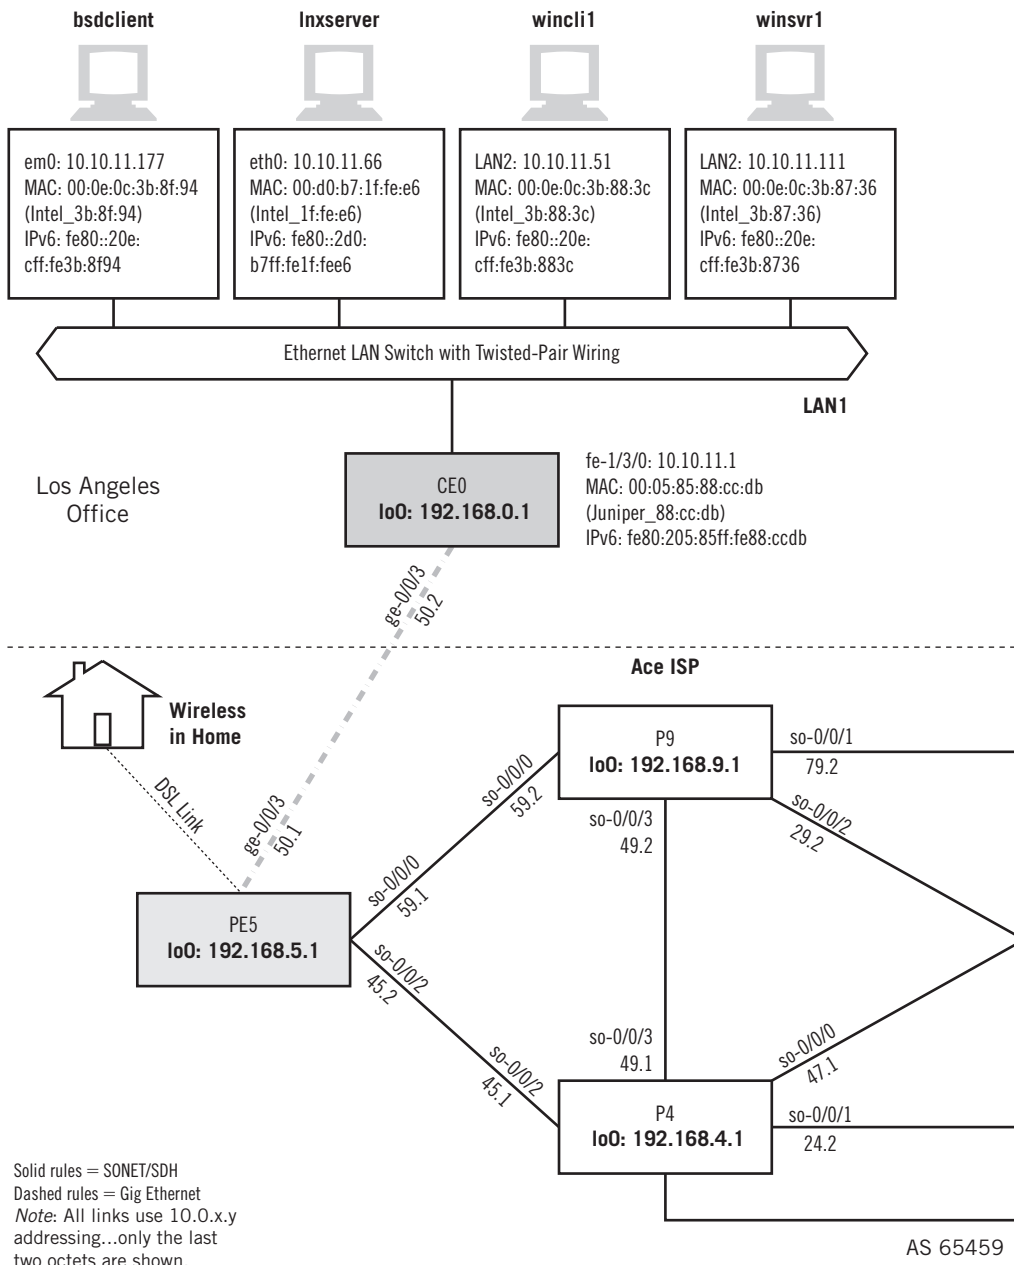 bsdclient
lnxserver
wincli1
winsvr1
em0: 10.10.11.177
MAC: 00:0e:0c:3b:8f:94
(Intel_3b:8f:94)
IPv6: fe80::20e:
cff:fe3b:8f94
eth0: 10.10.11.66
MAC: 00:d0:b7:1f:fe:e6
(Intel_1f:fe:e6)
IPv6: fe80::2d0:
b7ff:fe1f:fee6
LAN2: 10.10.11.51
MAC: 00:0e:0c:3b:88:3c
(Intel_3b:88:3c)
IPv6: fe80::20e:
cff:fe3b:883c
LAN2: 10.10.11.111
MAC: 00:0e:0c:3b:87:36
(Intel_3b:87:36)
IPv6: fe80::20e:
cff:fe3b:8736
Ethernet LAN Switch with Twisted-Pair Wiring
LAN1
Los Angeles
Office
CE0
lo0: 192.168.0.1
fe-1/3/0: 10.10.11.1
MAC: 00:05:85:88:cc:db
(Juniper_88:cc:db)
IPv6: fe80:205:85ff:fe88:ccdb
ge-0/0/3
50.2
Ace ISP
Wireless
in Home
DSL Link
ge-0/0/3
50.1
P9
lo0: 192.168.9.1
so-0/0/1
79.2
so-0/0/0
59.2
so-0/0/3
49.2
so-0/0/2
29.2
so-0/0/0
59.1
PE5
lo0: 192.168.5.1
so-0/0/2
45.2
so-0/0/2
45.1
so-0/0/3
49.1
so-0/0/0
47.1
P4
lo0: 192.168.4.1
so-0/0/1
24.2
Solid rules = SONET/SDH
Dashed rules = Gig Ethernet
Note: All links use 10.0.x.y
addressing...only the last
two octets are shown.
AS 65459